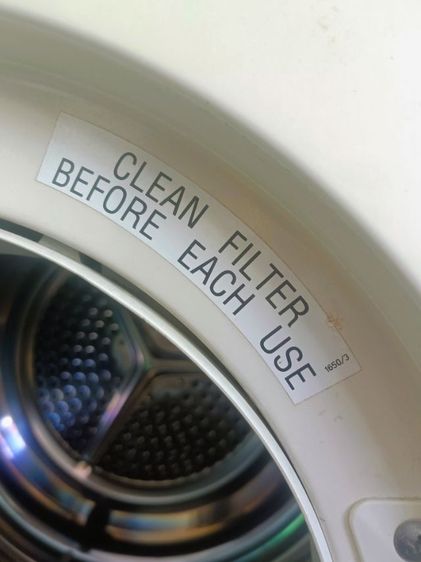 CLEAN FILTER
BEFORE EACH USE
1650/3